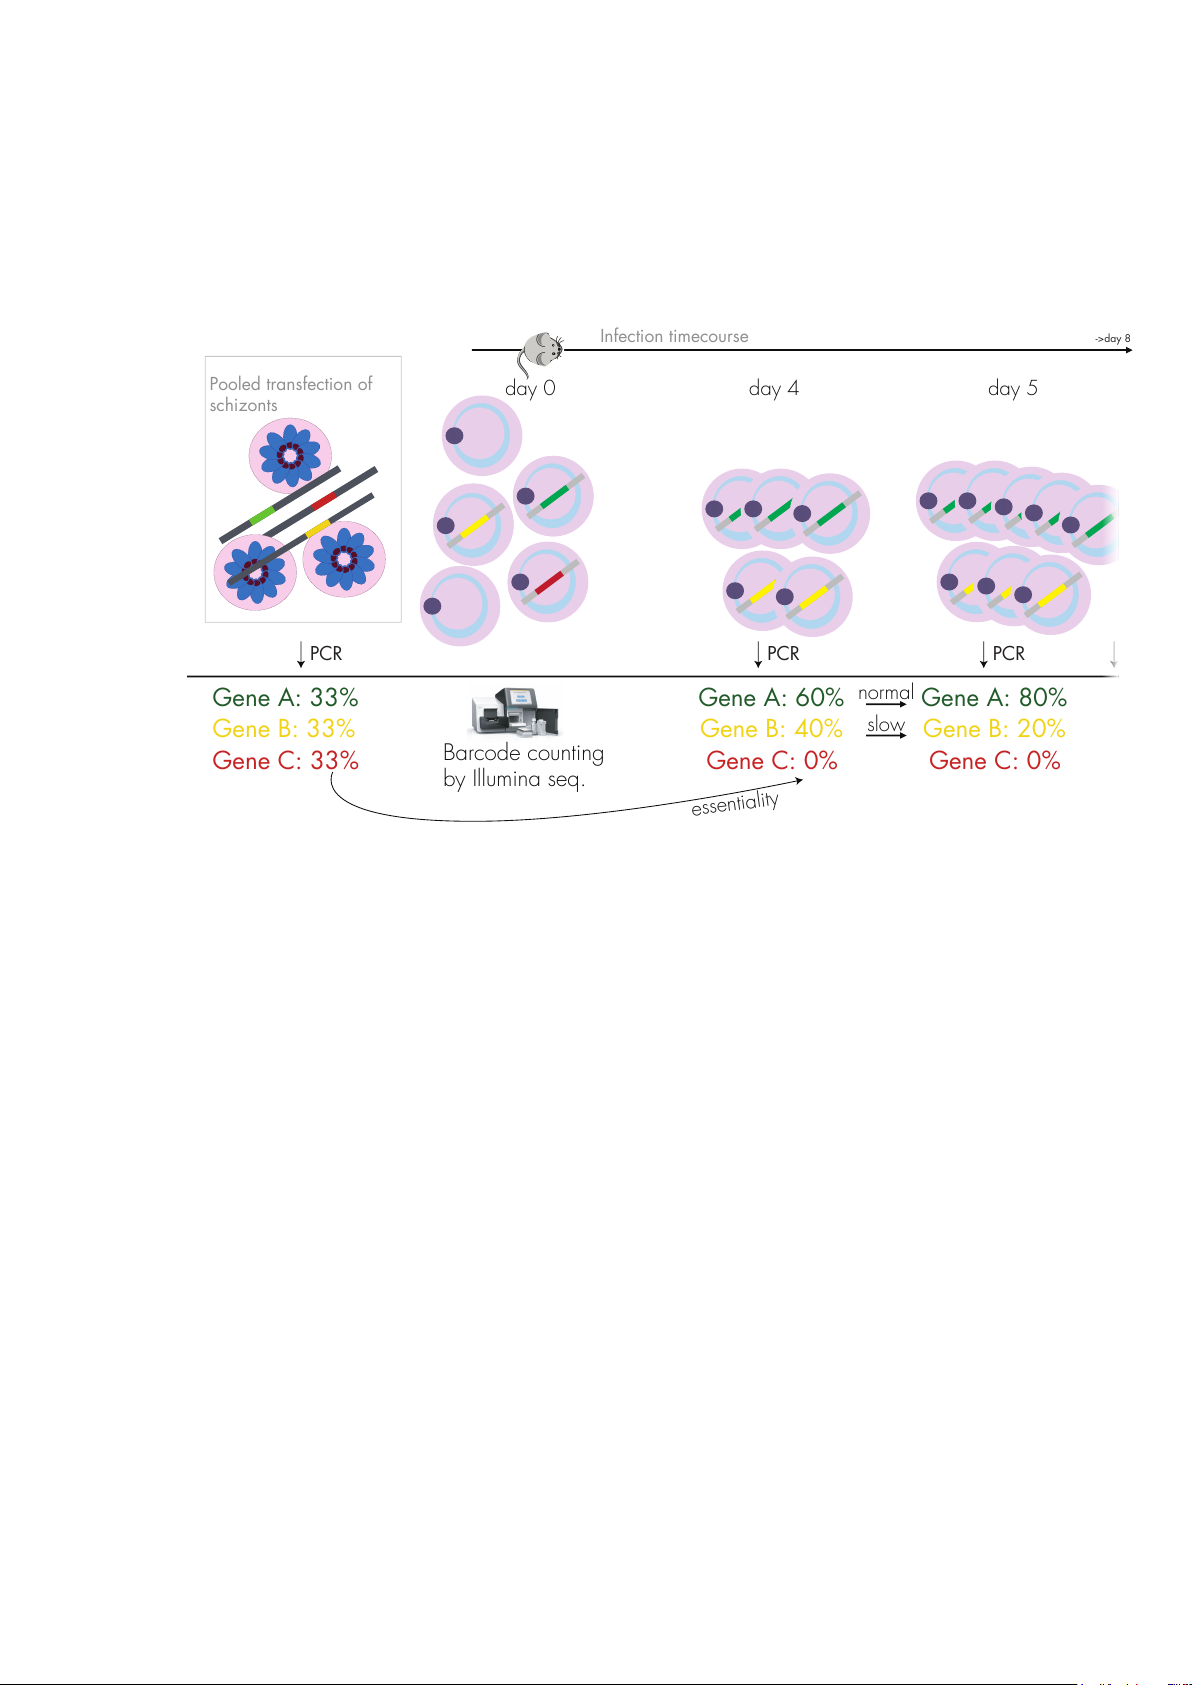 Infection timecourse
->day 8
Pooled transfection of
schizonts
day 0
day 4
day 5
PCR
PCR
PCR
Gene A: 33%
Gene B: 33%
Gene C: 33%
Barcode counting
by Illumina seq.
Gene A: 60%
Gene B: 40%
Gene C: 0%
normal
slow
Gene A: 80%
Gene B: 20%
Gene C: 0%
essentiality